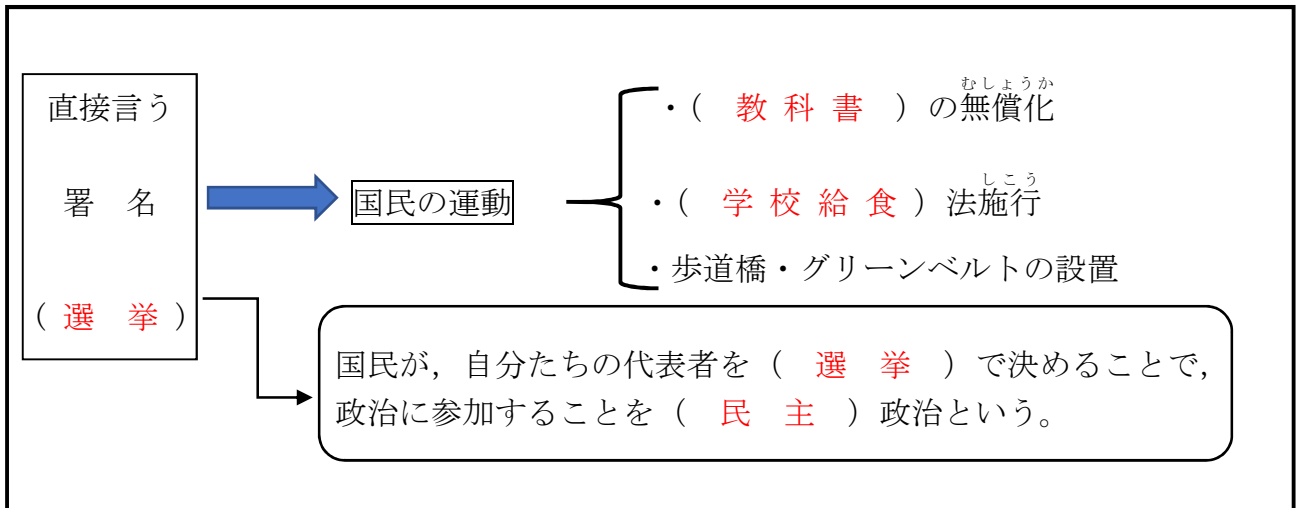 直接言う
署　名
（ 選　挙 ）
国民の運動
むしょうか
・（　教 科 書　）の無償化
しこう
・（　学 校 給 食 ）法施行
・歩道橋・グリーンベルトの設置
国民が，自分たちの代表者を（　選　挙　）で決めることで，
政治に参加することを（　民　主　）政治という。